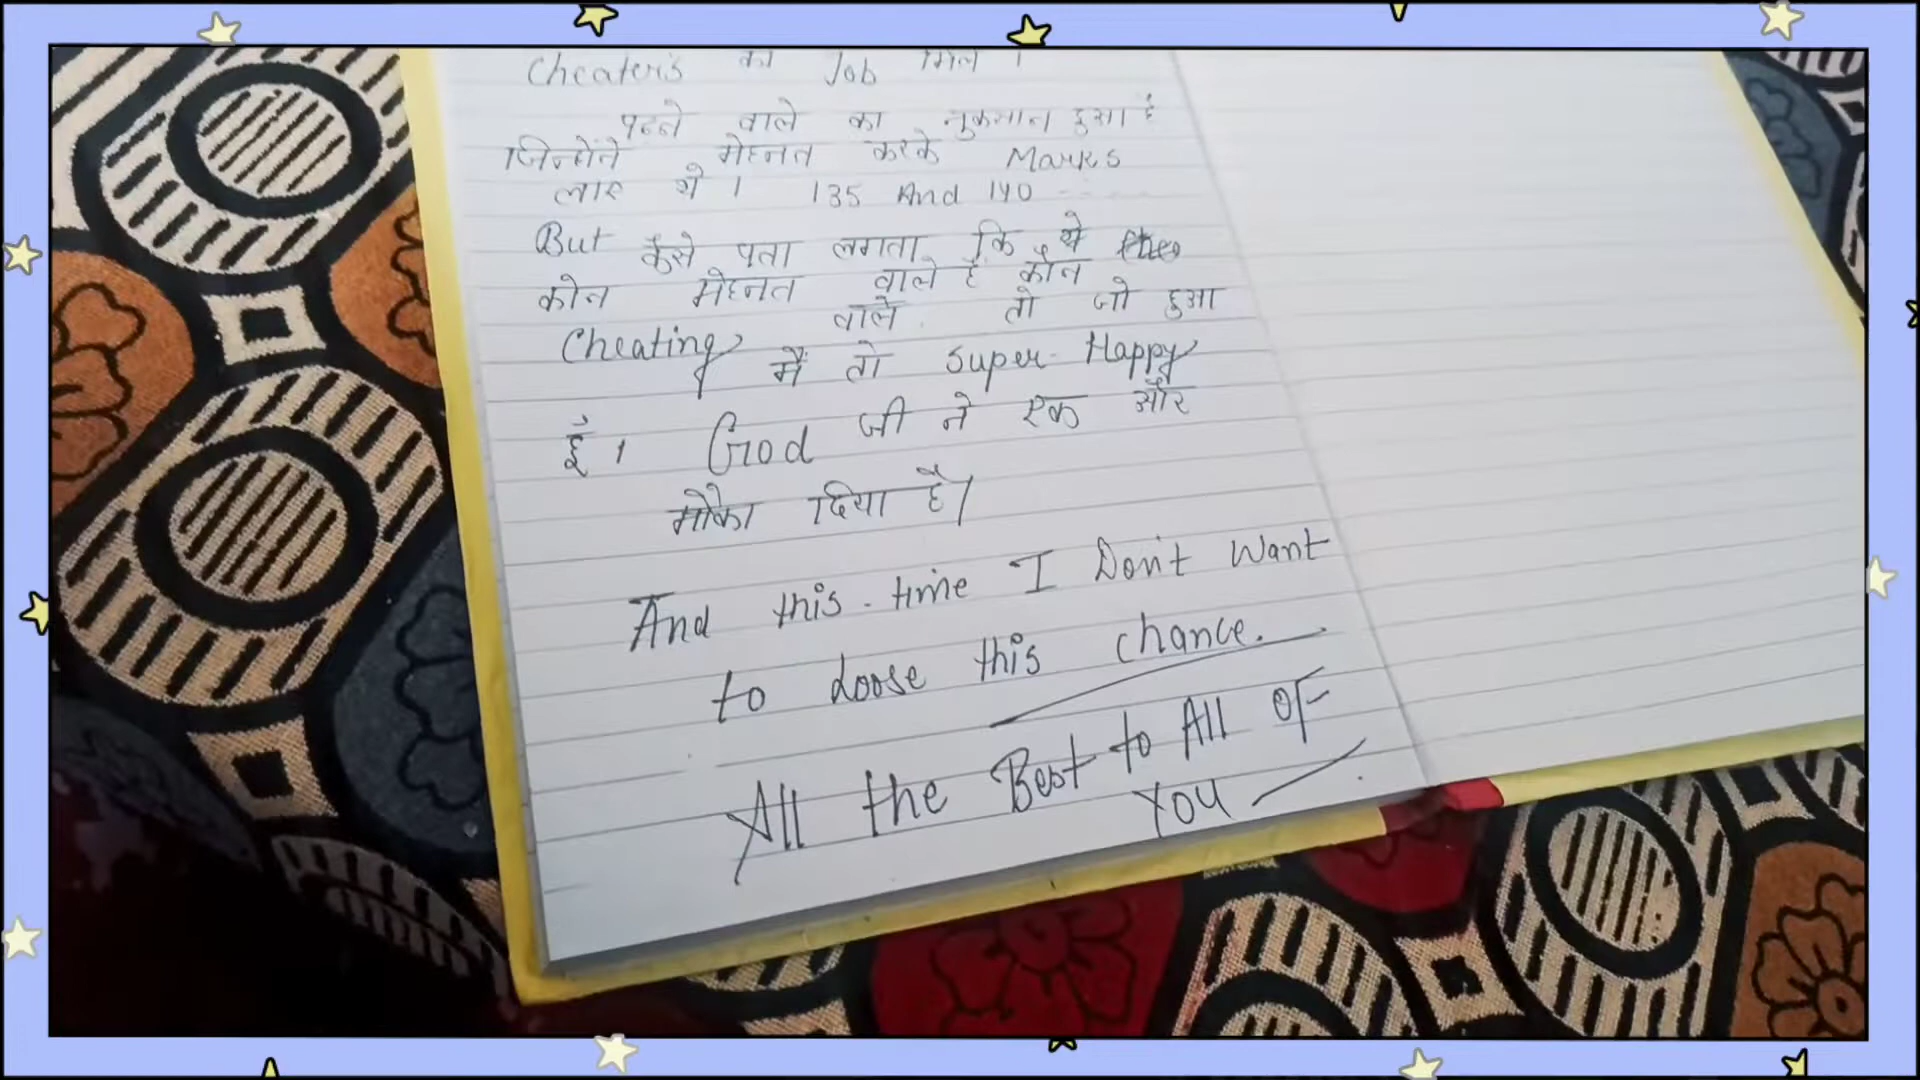 Cheaters को Job मिले ।
पढने वाले का नुकसान हुआ है
जिन्होंने मेहनत करके Marks
लाए थे । 135 And 140
But कैसे पता लगता कि ये
कोन मेहनत वाले है कौन
Cheating वाले. तो जो हुआ
मैं तो Super Happy
हूँ । God जी ने एक और
मौका दिया है।
And this time I Don't Want
to Loose this chance.
All the Best to All OF
YOU